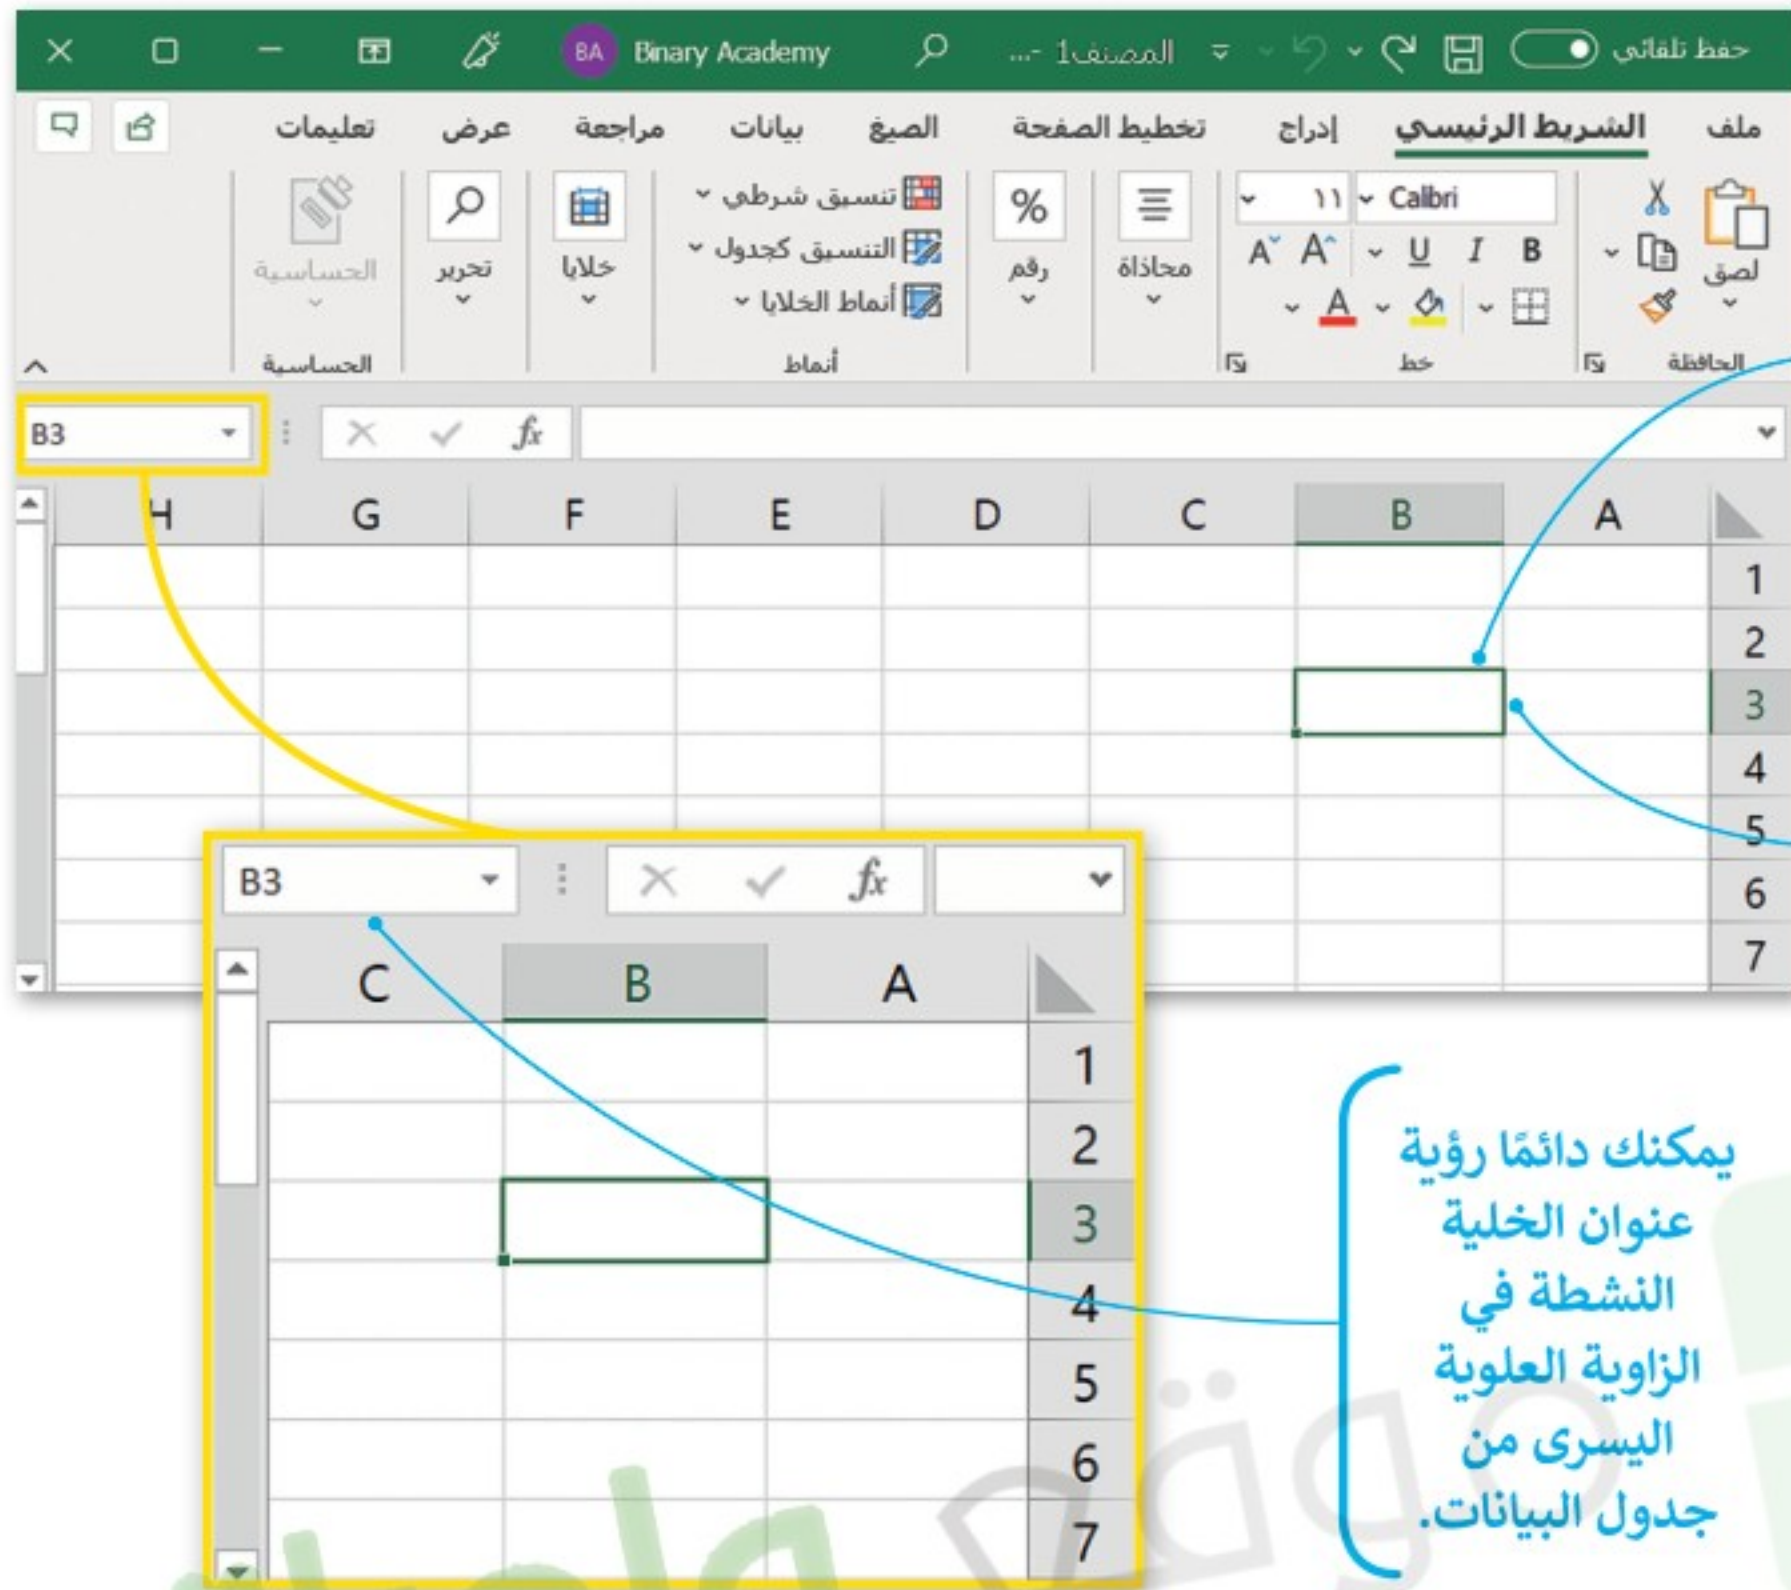 حفظ تلقائي المصنف1 -... Binary Academy BA
ملف الشريط الرئيسي إدراج تخطيط الصفحة الصيغ بيانات مراجعة عرض تعليمات
Calibri ١١ % تنسيق شرطي
B I U A A التنسيق كجدول
لصق محاذاة رقم خلايا تحرير الحساسية
A أنماط الخلايا
الحافظة خط أنماط الحساسية
B3 fx
H G F E D C B A
1
2
3
4
5
6
7
B3 fx
C B A
1
2
3
4
5
6
7
يمكنك دائمًا رؤية
عنوان الخلية
النشطة في
الزاوية العلوية
اليسرى من
جدول البيانات.